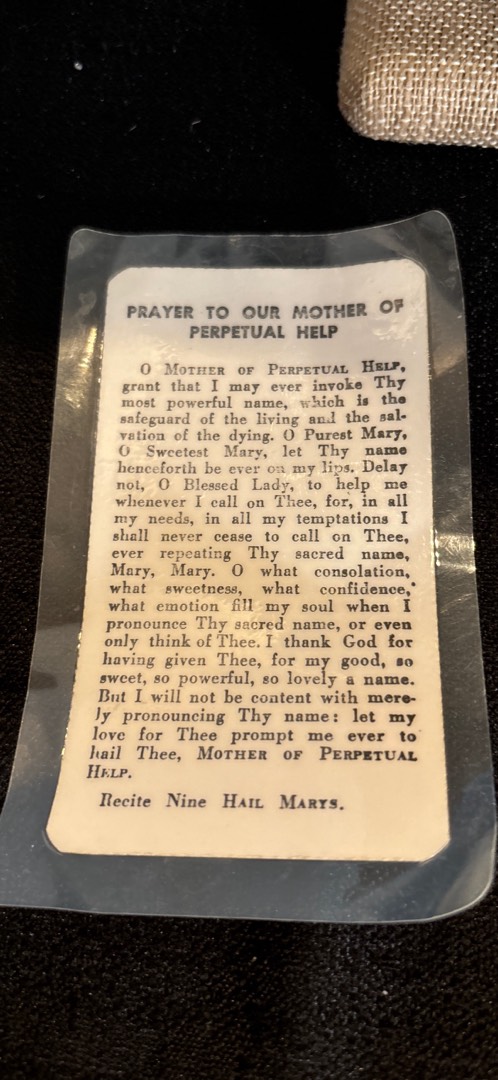 PRAYER TO OUR MOTHER OF
PERPETUAL HELP
O MOTHER OF PERPETUAL HELP,
grant that I may ever invoke Thy
most powerful name, which is the
safeguard of the living and the sal-
vation of the dying. O Purest Mary,
O Sweetest Mary, let Thy name
henceforth be ever on my lips. Delay
not, O Blessed Lady, to help me
whenever I call on Thee, for, in all
my needs, in all my temptations I
shall never cease to call on Thee,
ever repeating Thy sacred name,
Mary, Mary. O what consolation,
what sweetness, what confidence,
what emotion fill my soul when I
pronounce Thy sacred name, or even
only think of Thee. I thank God for
having given Thee, for my good, so
sweet, so powerful, so lovely a name.
But I will not be content with mere-
ly pronouncing Thy name: let my
love for Thee prompt me ever to
hail Thee, MOTHER OF PERPETUAL
HELP.
Recite Nine HAIL MARYS.